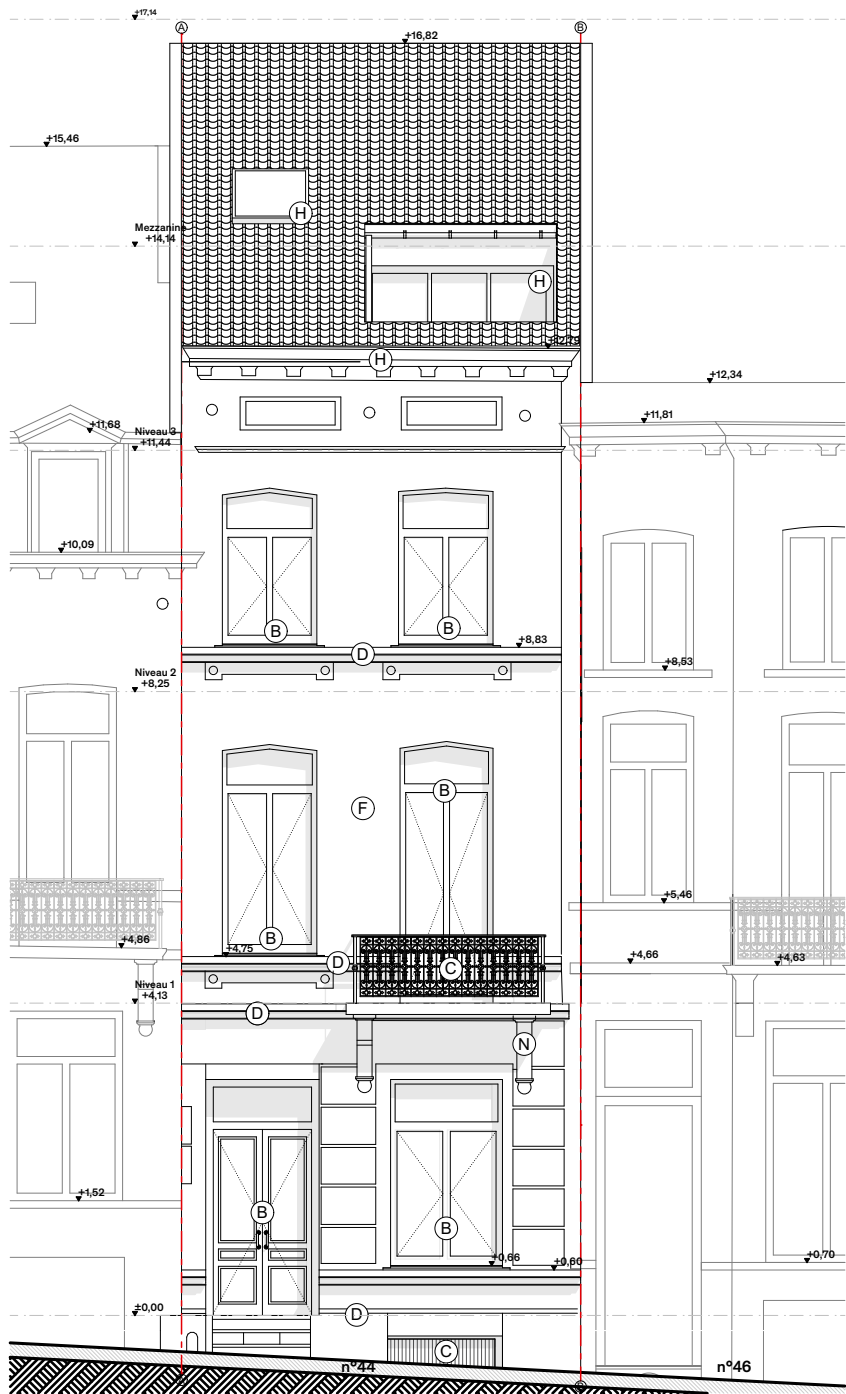 +17,14
A
B
+16,82
+15,46
H
Mezzanine
+14,14
H
+12,79
H
+12,34
+11,68
+11,81
Niveau 3
+11,44
+10,09
B
B
+8,83
D
+8,53
Niveau 2
+8,25
B
F
+5,46
B
+4,86
+4,75
D
C
+4,66
+4,63
Niveau 1
+4,13
D
N
+1,52
B
B
+0,66
+0,60
+0,70
±0,00
D
C
n°44
n°46